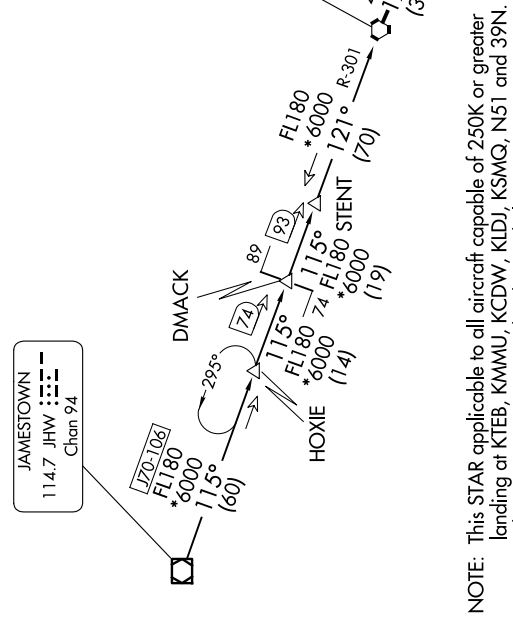 JAMESTOWN
114.7 JHW
Chan 94
J70-106
FL180
*6000
115°
(60)
295°
HOXIE
74
115°
FL180
*6000
(14)
DMACK
89
93
74
115°
FL180
*6000
(19)
STENT
FL180
*6000
121°
(70)
R-301
NOTE: This STAR applicable to all aircraft capable of 250K or greater
landing at KTEB, KMMU, KCDW, KLDJ, KSMQ, N51 and 39N.